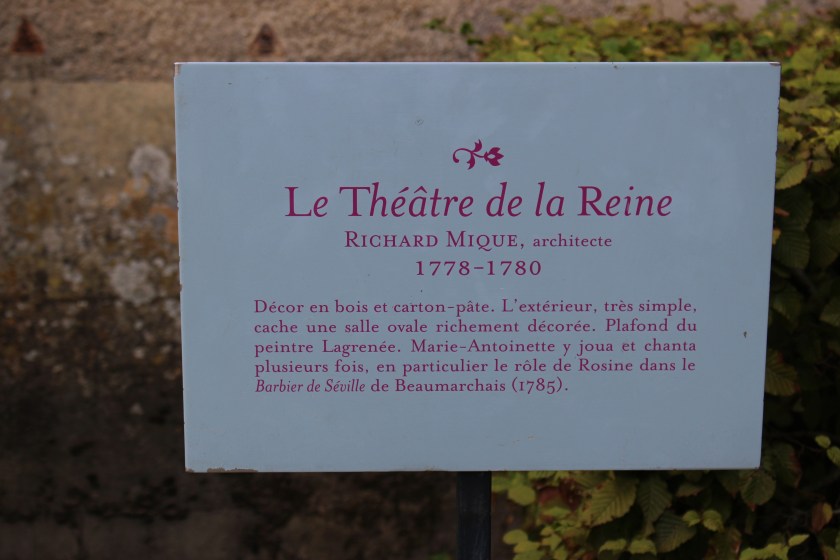 Le Théâtre de la Reine
RICHARD MIQUE, architecte
1778-1780
Décor en bois et carton-pâte. L'extérieur, très simple,
cache une salle ovale richement décorée. Plafond du
peintre Lagrenée. Marie-Antoinette y joua et chanta
plusieurs fois, en particulier le rôle de Rosine dans le
Barbier de Séville de Beaumarchais (1785).